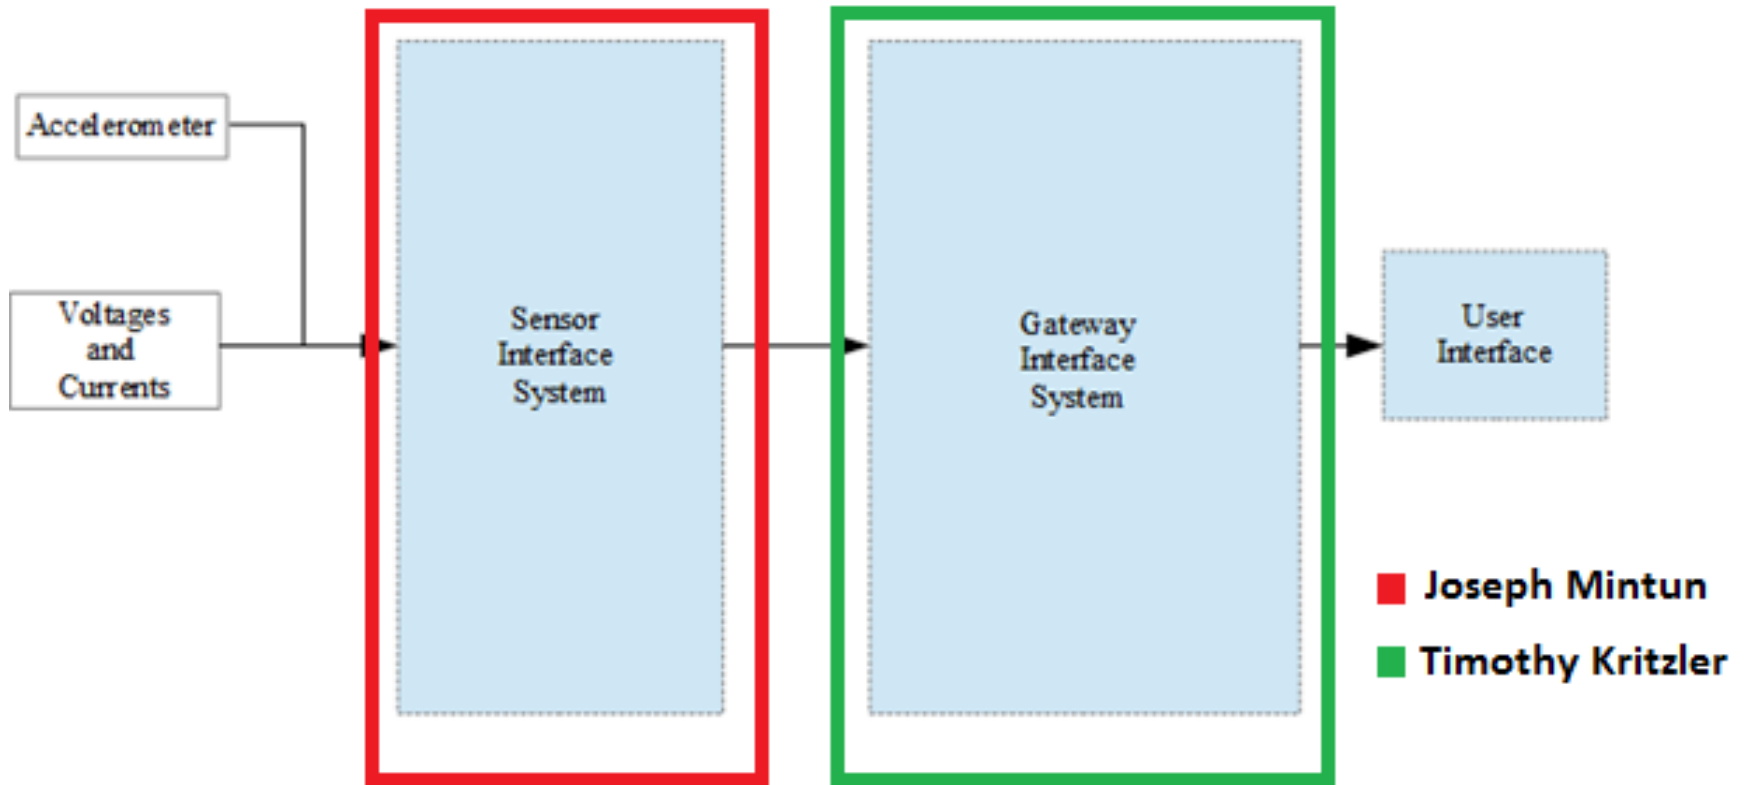 Accelerometer
Voltages
and
Currents
Sensor
Interface
System
Gateway
Interface
System
User
Interface
Joseph Mintun
Timothy Kritzler